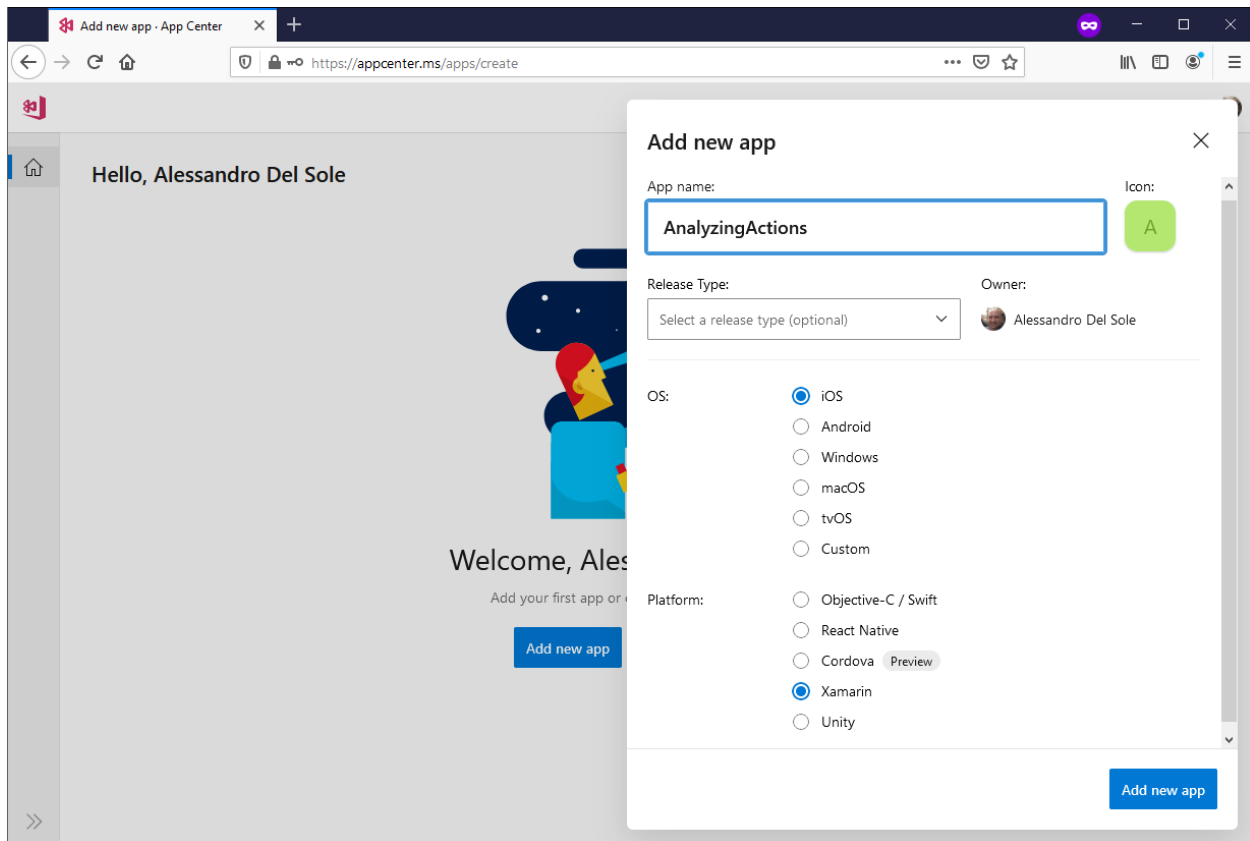 Add new app · App Center
https://appcenter.ms/apps/create
Hello, Alessandro Del Sole
Welcome, Ales
Add your first app or
Add new app
Add new app
App name:
Icon:
AnalyzingActions
A
Release Type:
Owner:
Select a release type (optional)
Alessandro Del Sole
OS:
iOS
Android
Windows
macOS
tvOS
Custom
Platform:
Objective-C / Swift
React Native
Cordova Preview
Xamarin
Unity
Add new app